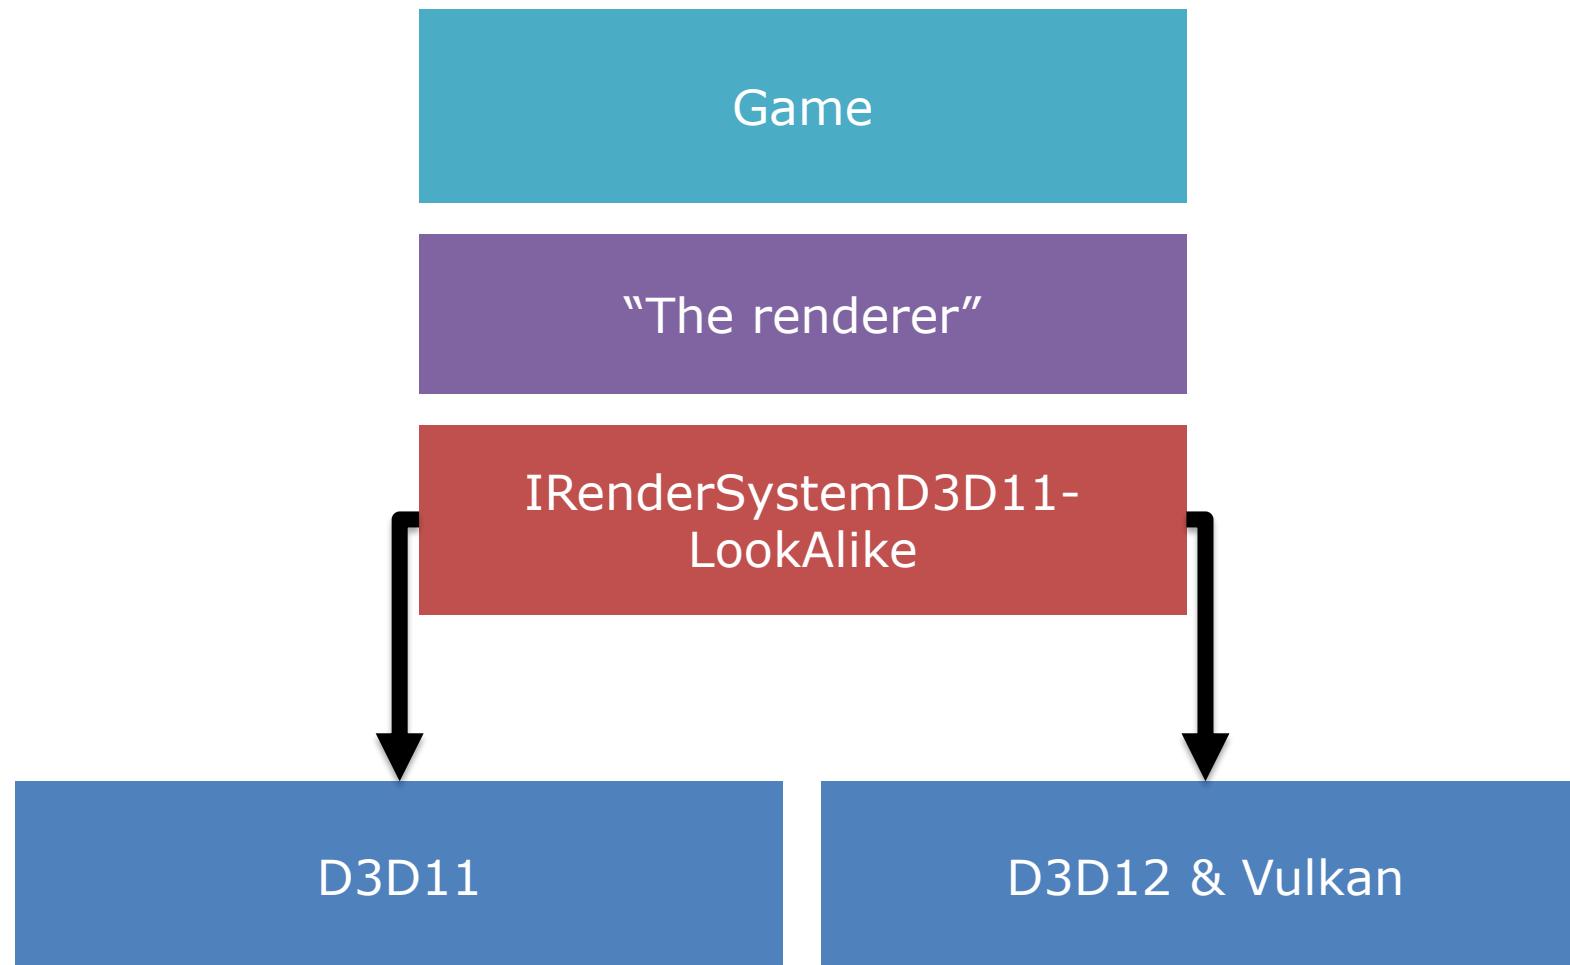 Game
“The renderer”
IRenderSystemD3D11-
LookAlike
D3D11
D3D12 & Vulkan